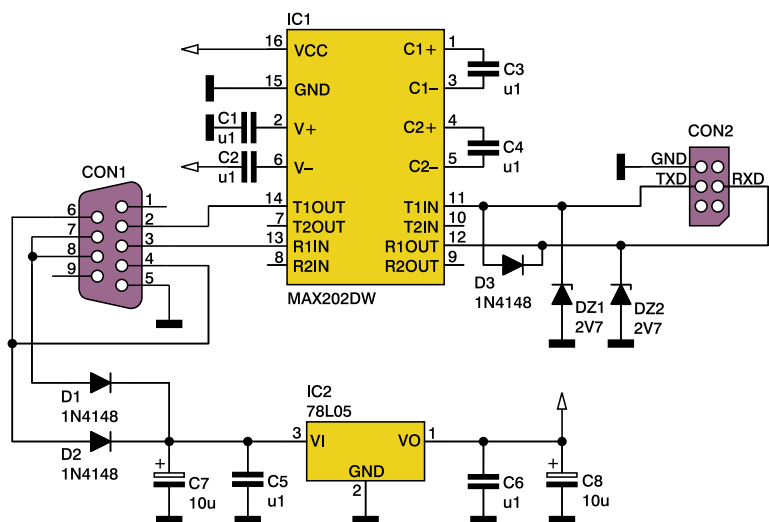 IC1
16 VCC C1+ 1
C3
u1
15 GND C1- 3
C1
u1
2 V+ C2+ 4
C4
u1
C2
u1
6 V- C2- 5
14 T1OUT T1IN 11
7 T2OUT T2IN 10
13 R1IN R1OUT 12
8 R2IN R2OUT 9
MAX202DW
CON1
1
6
2
7
3
8
4
9
5
CON2
GND
TXD RXD
D3
1N4148
DZ1
2V7
DZ2
2V7
D1
1N4148
D2
1N4148
IC2
78L05
3 VI VO 1
GND
2
+
C7
10u
C5
u1
C6
u1
+
C8
10u